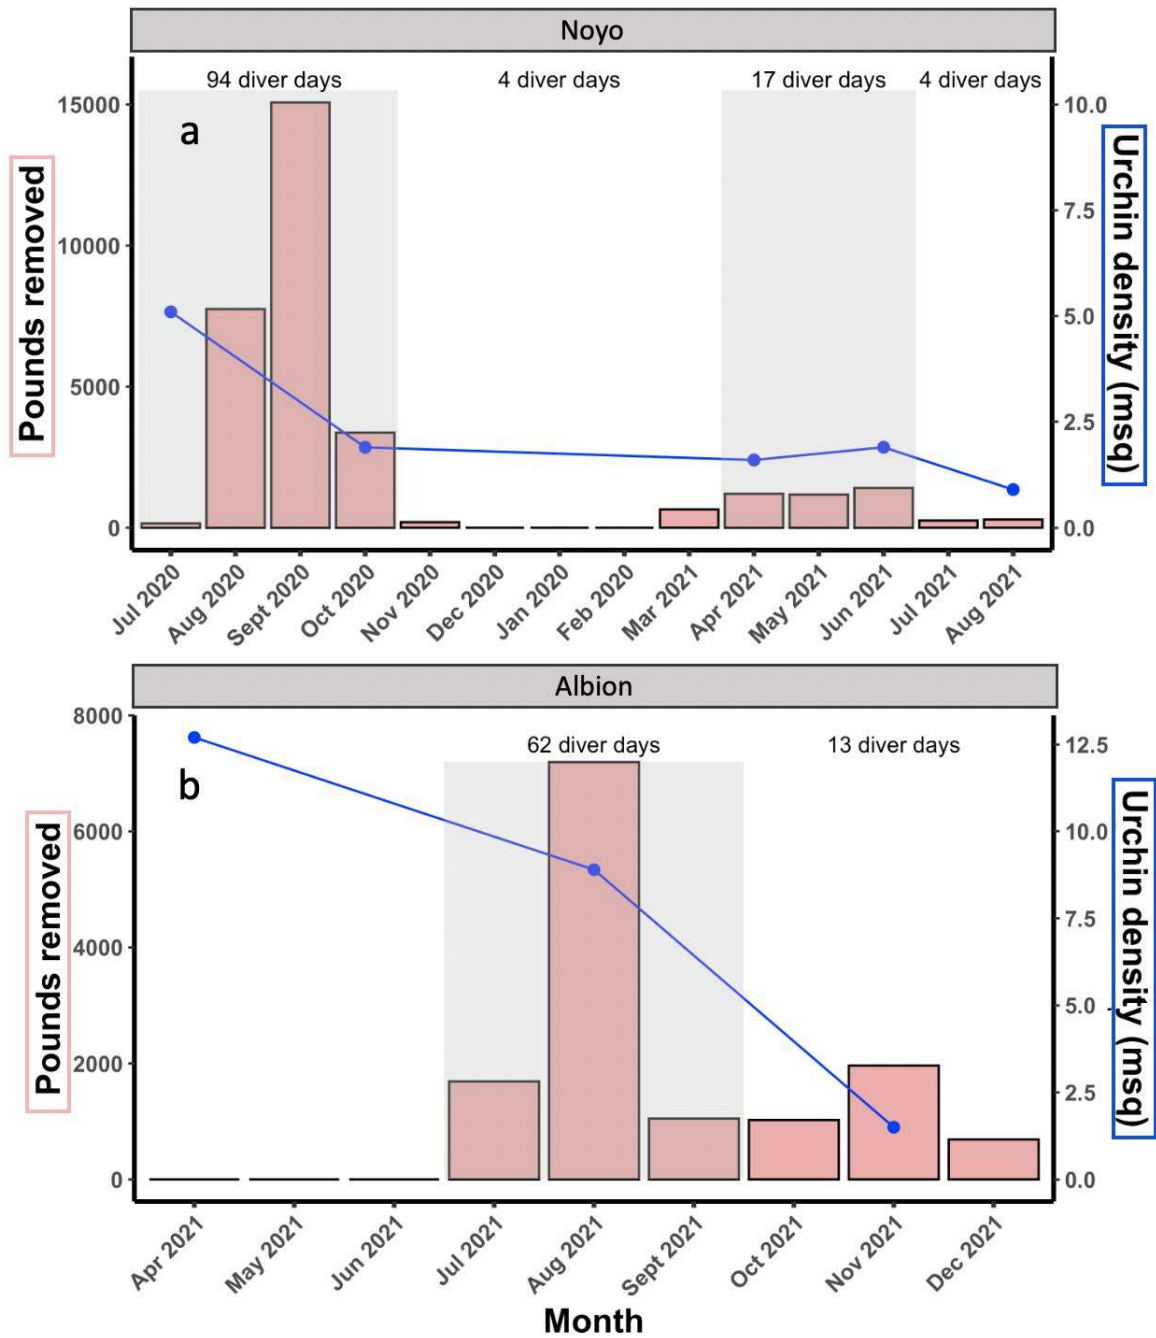 Noyo
94 diver days
4 diver days
17 diver days
4 diver days
a
Pounds removed
15000
10000
5000
0
10.0
7.5
5.0
2.5
0.0
Urchin density (msq)
Jul 2020
Aug 2020
Sept 2020
Oct 2020
Nov 2020
Dec 2020
Jan 2020
Feb 2020
Mar 2021
Apr 2021
May 2021
Jun 2021
Jul 2021
Aug 2021
Albion
62 diver days
13 diver days
b
Pounds removed
8000
6000
4000
2000
0
12.5
10.0
7.5
5.0
2.5
0.0
Urchin density (msq)
Apr 2021
May 2021
Jun 2021
Jul 2021
Aug 2021
Sept 2021
Oct 2021
Nov 2021
Dec 2021
Month